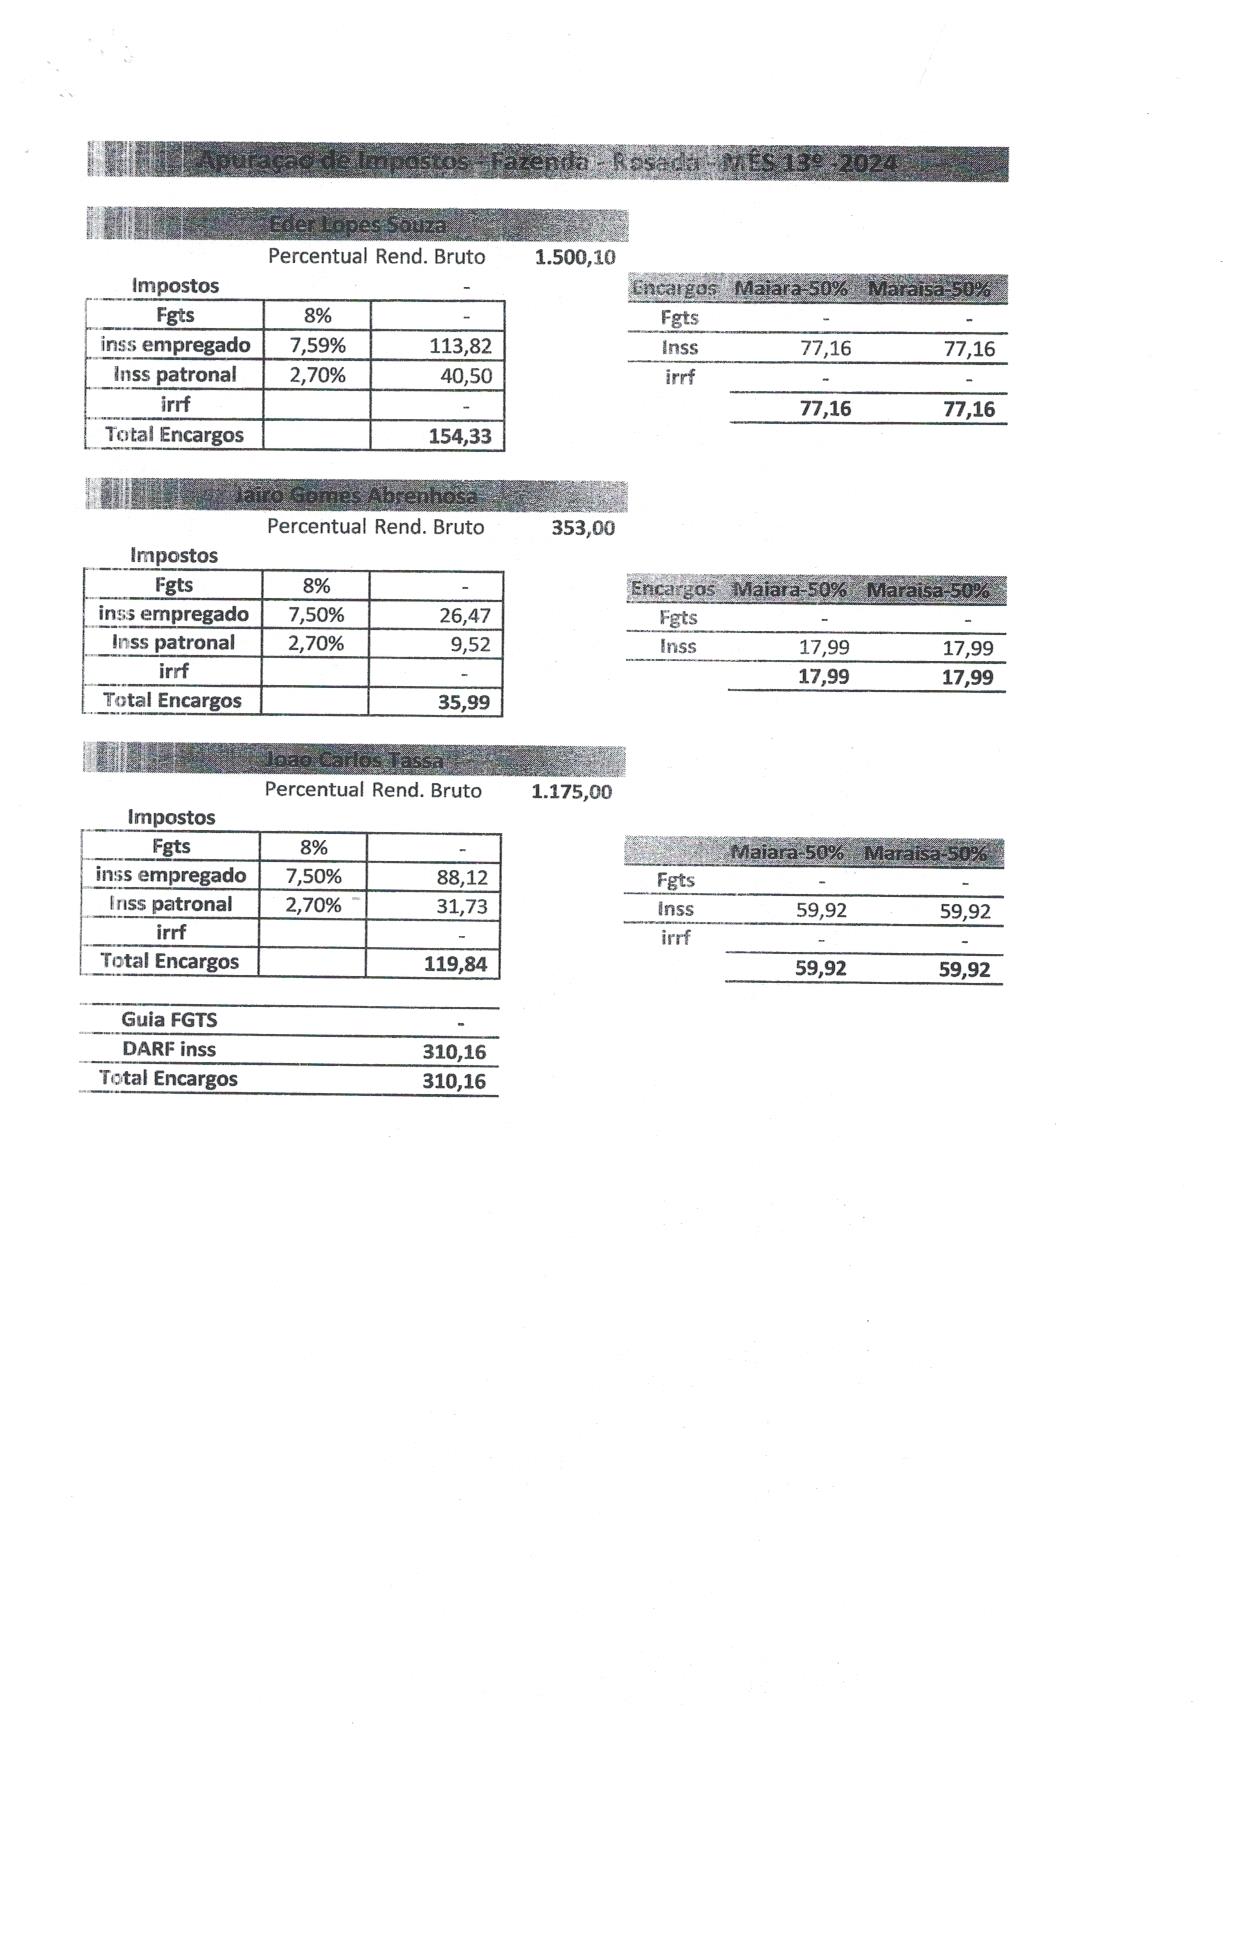 Apuração de Impostos - Fazenda - Rosada - MÊS 13º -2024
Eder Lopes Souza
Percentual Rend. Bruto 1.500,10
Impostos -
Fgts 8% -
inss empregado 7,59% 113,82
Inss patronal 2,70% 40,50
irrf -
Total Encargos 154,33
Encargos Maiara-50% Maraisa-50%
Fgts - -
Inss 77,16 77,16
irrf - -
77,16 77,16
Jairo Gomes Abrenhosa
Percentual Rend. Bruto 353,00
Impostos
Fgts 8% -
inss empregado 7,50% 26,47
Inss patronal 2,70% 9,52
irrf -
Total Encargos 35,99
Encargos Maiara-50% Maraisa-50%
Fgts - -
Inss 17,99 17,99
17,99 17,99
Joao Carlos Tassa
Percentual Rend. Bruto 1.175,00
Impostos
Fgts 8% -
inss empregado 7,50% 88,12
Inss patronal 2,70% 31,73
irrf -
Total Encargos 119,84
Maiara-50% Maraisa-50%
Fgts - -
Inss 59,92 59,92
irrf - -
59,92 59,92
Guia FGTS -
DARF inss 310,16
Total Encargos 310,16